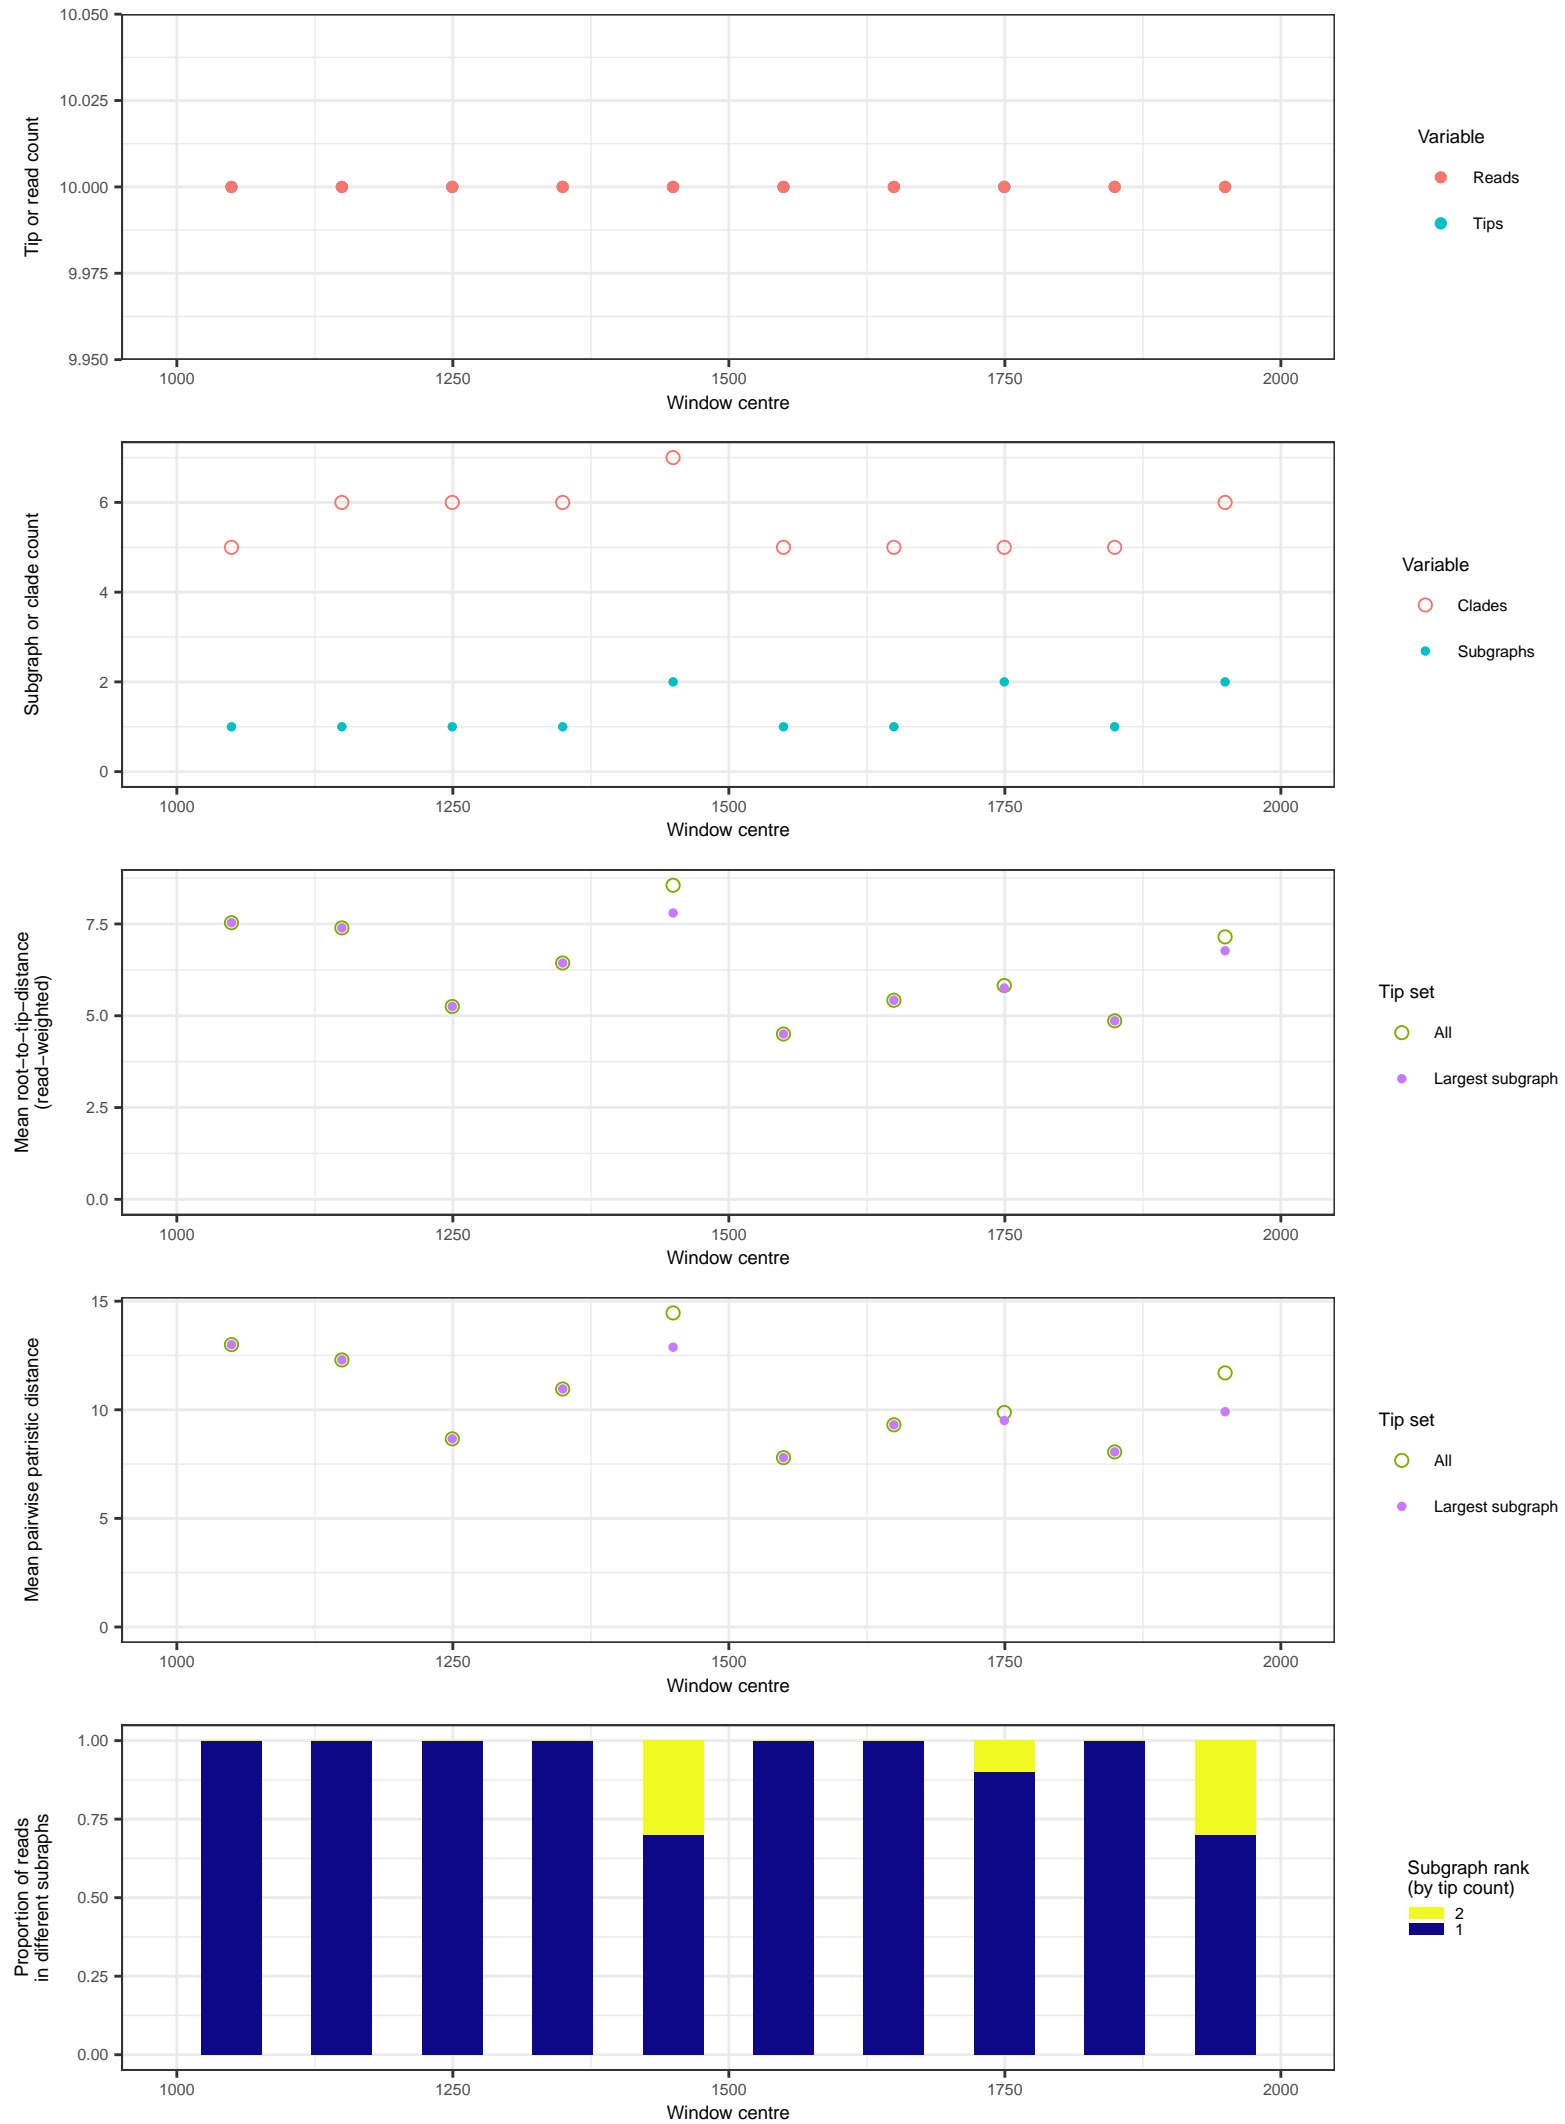 10.050
10.025
10.000
9.975
9.950
Tip or read count
1000 1250 1500 1750 2000
Window centre
Variable
Reads
Tips
6
4
2
0
Subgraph or clade count
1000 1250 1500 1750 2000
Window centre
Variable
Clades
Subgraphs
7.5
5.0
2.5
0.0
Mean root−to−tip−distance
(read−weighted)
1000 1250 1500 1750 2000
Window centre
Tip set
All
Largest subgraph
15
10
5
0
Mean pairwise patristic distance
1000 1250 1500 1750 2000
Window centre
Tip set
All
Largest subgraph
1.00
0.75
0.50
0.25
0.00
Proportion of reads
in different subraphs
1000 1250 1500 1750 2000
Window centre
Subgraph rank
(by tip count)
2
1